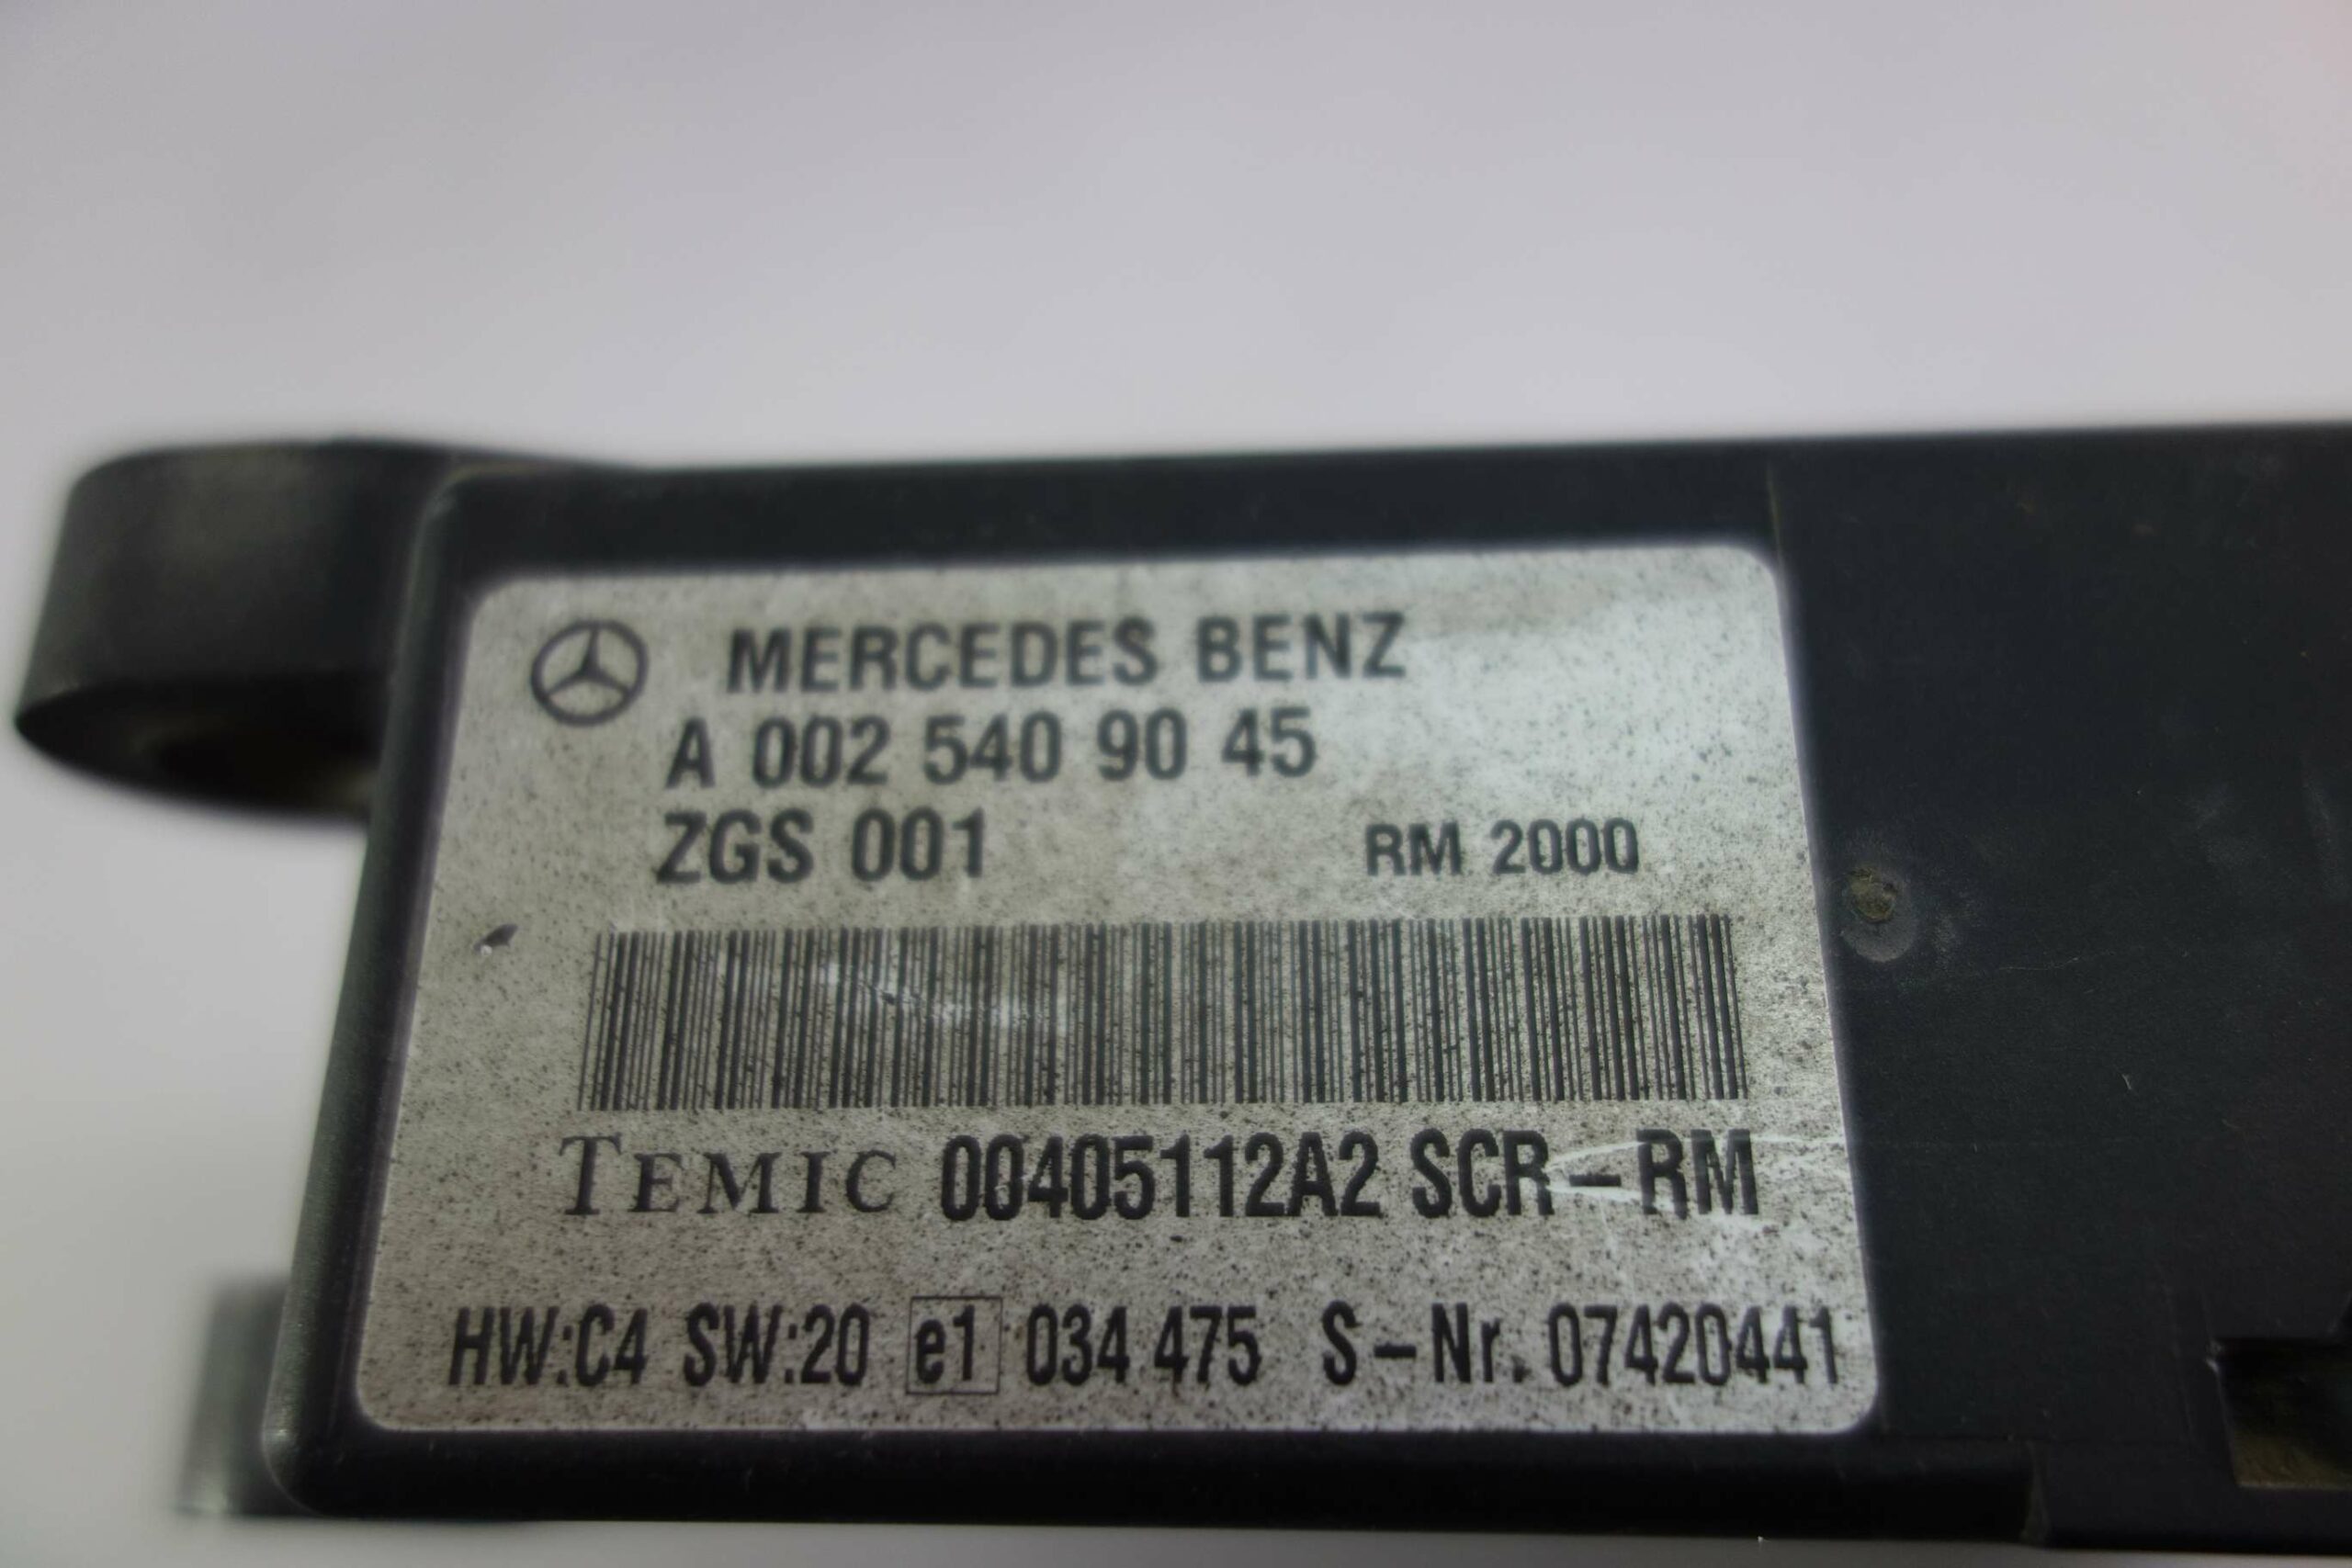 MERCEDES BENZ
A 002 540 90 45
ZGS 001 RM 2000
TEMIC 00405112A2 SCR-RM
HW:C4 SW:20 e1 034 475 S-Nr. 07420441